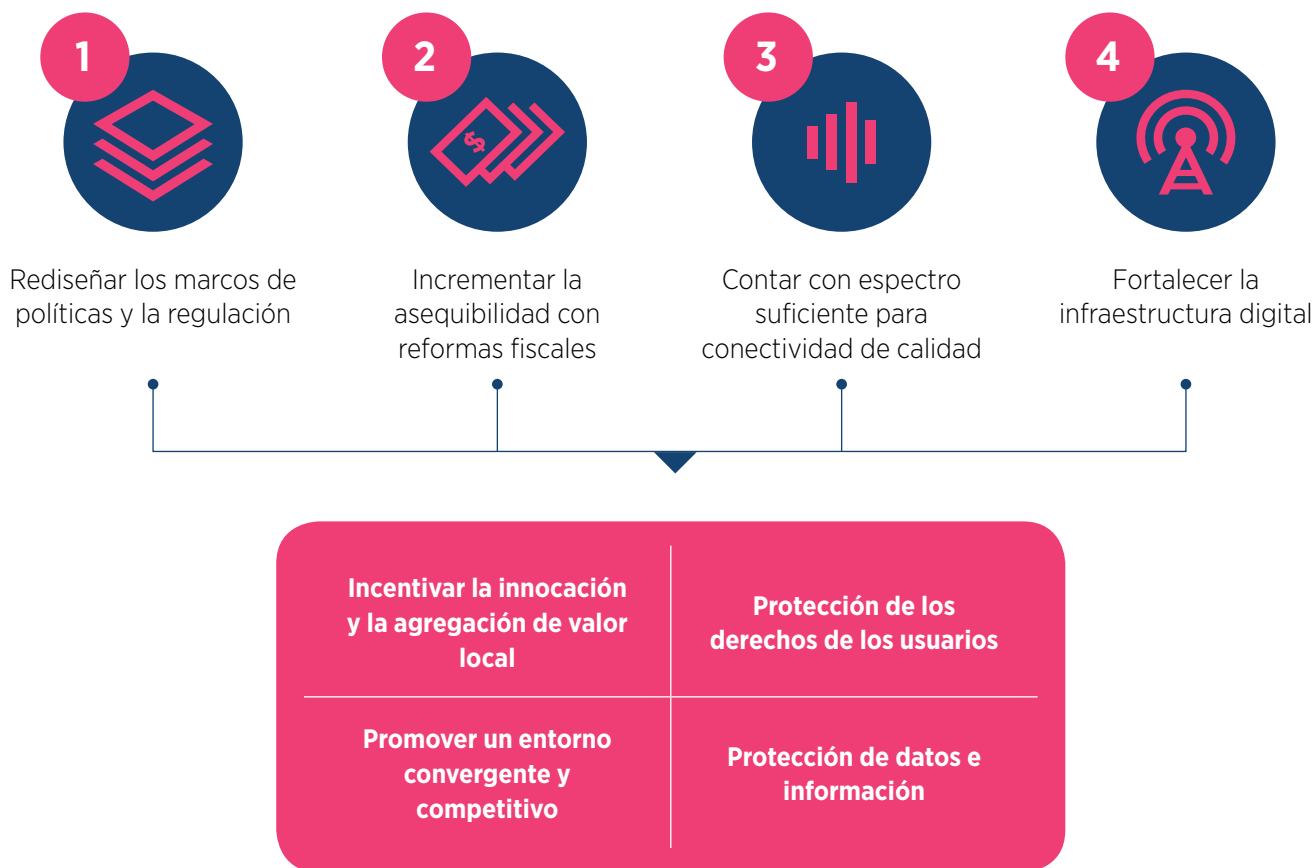 1
2
3
4
Rediseñar los marcos de
políticas y la regulación
Incrementar la
asequibilidad con
reformas fiscales
Contar con espectro
suficiente para
conectividad de calidad
Fortalecer la
infraestructura digital
$
Incentivar la innocación
y la agregación de valor
local
Protección de los
derechos de los usuarios
Promover un entorno
convergente y
competitivo
Protección de datos e
información